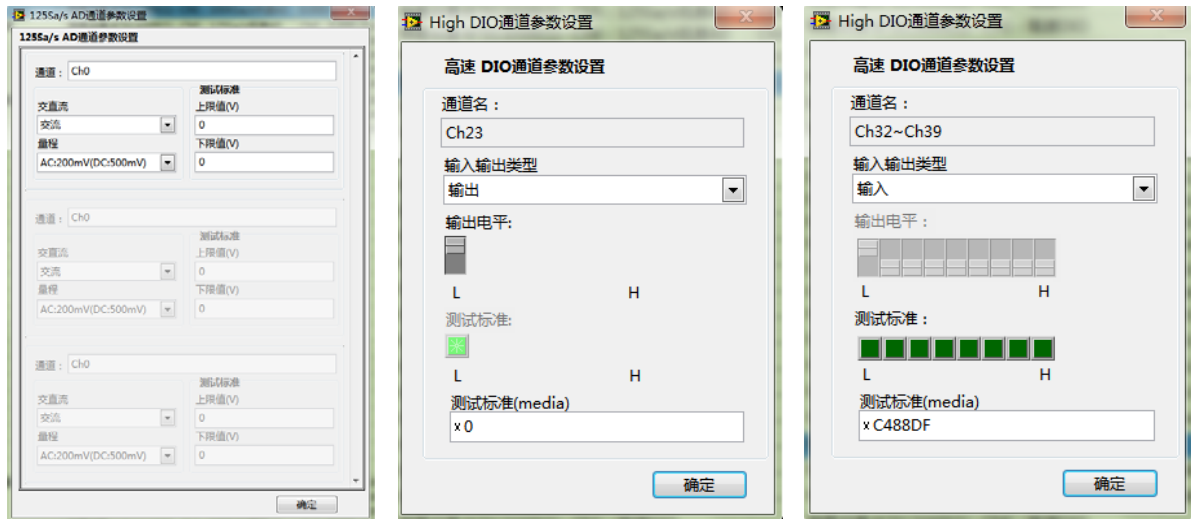 125Sa/s AD通道参数设置
125Sa/s AD通道参数设置
通道： Ch0
测试标准
交直流
上限值(V)
交流
0
量程
下限值(V)
AC:200mV(DC:500mV)
0
通道： Ch0
测试标准
交直流
上限值(V)
交流
0
量程
下限值(V)
AC:200mV(DC:500mV)
0
通道： Ch0
测试标准
交直流
上限值(V)
交流
0
量程
下限值(V)
AC:200mV(DC:500mV)
0
确定
High DIO通道参数设置
高速 DIO通道参数设置
通道名：
Ch23
输入输出类型
输出
输出电平:
L H
测试标准:
L H
测试标准(media)
x 0
确定
High DIO通道参数设置
高速 DIO通道参数设置
通道名：
Ch32~Ch39
输入输出类型
输入
输出电平：
L H
测试标准：
L H
测试标准(media)
x C488DF
确定